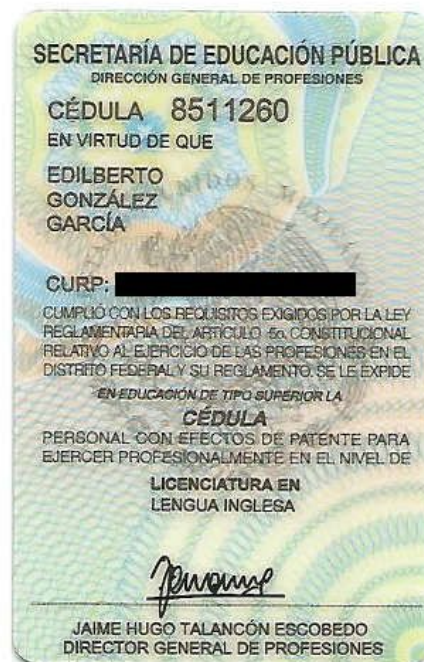 SECRETARÍA DE EDUCACIÓN PÚBLICA
DIRECCIÓN GENERAL DE PROFESIONES
CÉDULA 8511260
EN VIRTUD DE QUE
EDILBERTO
GONZÁLEZ
GARCÍA
CURP:
CUMPLIÓ CON LOS REQUISITOS EXIGIDOS POR LA LEY
REGLAMENTARIA DEL ARTÍCULO 5o. CONSTITUCIONAL
RELATIVO AL EJERCICIO DE LAS PROFESIONES EN EL
DISTRITO FEDERAL Y SU REGLAMENTO, SE LE EXPIDE
EN EDUCACIÓN DE TIPO SUPERIOR LA
CÉDULA
PERSONAL CON EFECTOS DE PATENTE PARA
EJERCER PROFESIONALMENTE EN EL NIVEL DE
LICENCIATURA EN
LENGUA INGLESA
JAIME HUGO TALANCÓN ESCOBEDO
DIRECTOR GENERAL DE PROFESIONES